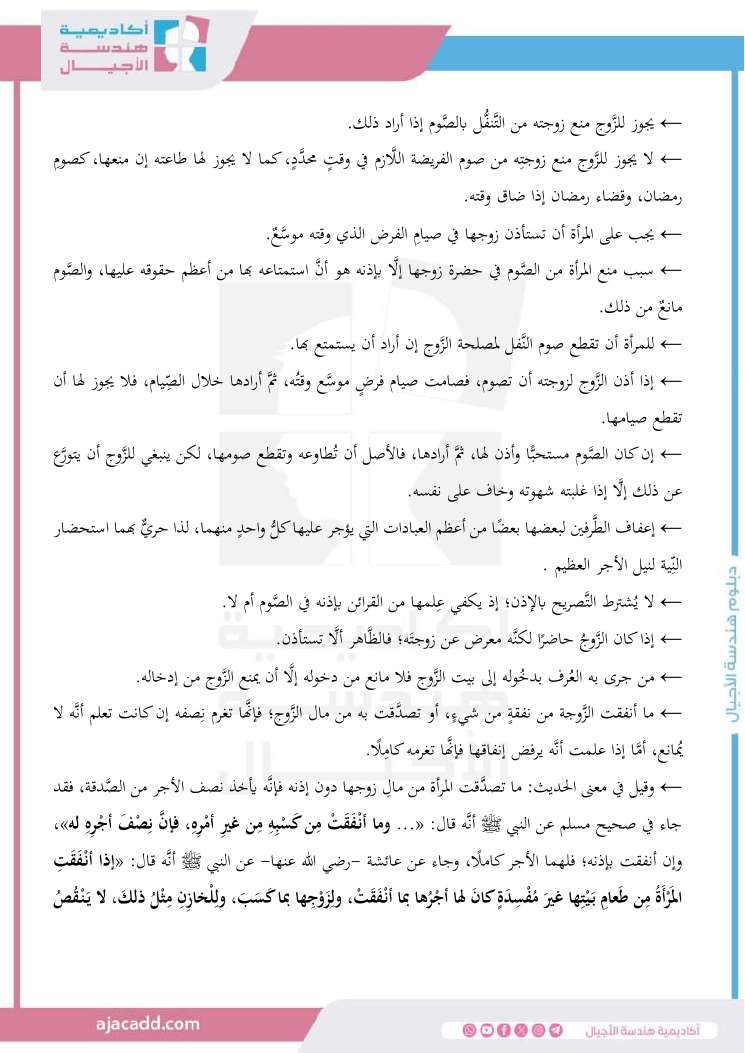 أكاديمية
هندسة
الأجيال
← يجوز للزَّوج منع زوجته من التَّنفُّل بالصَّوم إذا أراد ذلك.
← لا يجوز للزَّوج منع زوجتِه من صوم الفريضة اللَّازم في وقتٍ محدَّدٍ، كما لا يجوز لها طاعته إن منعها، كصومِ
رمضان، وقضاء رمضان إذا ضاق وقته.
← يجب على المرأة أن تستأذن زوجها في صيامِ الفرض الذي وقته موسَّعٌ.
← سبب منع المرأة من الصَّوم في حضرة زوجها إلَّا بإذنه هو أنَّ استمتاعه بها من أعظم حقوقه عليها، والصَّوم
مانعٌ من ذلك.
← للمرأة أن تقطع صوم النَّفل لمصلحة الزَّوج إن أراد أن يستمتع بها.
← إذا أذن الزَّوج لزوجته أن تصوم، فصامت صيام فرضٍ موسَّع وقتُه، ثمَّ أرادها خلال الصِّيام، فلا يجوز لها أن
تقطع صيامها.
← إن كان الصَّوم مستحبًّا وأذن لها، ثمَّ أرادها، فالأصل أن تُطاوعه وتقطع صومها، لكن ينبغي للزَّوج أن يتورَّع
عن ذلك إلَّا إذا غلبته شهوته وخاف على نفسه.
← إعفاف الطَّرفين لبعضها بعضًا من أعظم العبادات التي يؤجر عليها كلُّ واحدٍ منهما، لذا حريٌّ بهما استحضار
النِّية لنيل الأجر العظيم .
← لا يُشترط التَّصريح بالإذن؛ إذ يكفي عِلمها من القرائن بإذنه في الصَّوم أم لا.
← إذا كان الزَّوجُ حاضرًا لكنَّه معرض عن زوجتَه؛ فالظَّاهر ألَّا تستأذن.
← من جرى به العُرف بدخُوله إلى بيت الزَّوج فلا مانع من دخوله إلَّا أن يمنع الزَّوج من إدخاله.
← ما أنفقت الزَّوجة من نفقةٍ من شيءٍ، أو تصدَّقت به من مال الزَّوج؛ فإنَّها تغرم نِصفه إن كانت تعلم أنَّه لا
يُمانع، أمَّا إذا علمت أنَّه يرفض إنفاقها فإنَّها تغرمه كامِلًا.
← وقيل في معنى الحديث: ما تصدَّقت المرأة من مالِ زوجها دون إذنه فإنَّه يأخذ نصف الأجر من الصَّدقة، فقد
جاء في صحيح مسلم عن النبي ﷺ أنَّه قال: «... وما أنْفَقَتْ مِن كَسْبِهِ مِن غيرِ أمْرِهِ، فإنَّ نِصْفَ أجْرِهِ له»،
وإن أنفقت بإذنه؛ فلهما الأجر كاملًا، وجاء عن عائشة -رضي الله عنها- عن النبي ﷺ أنَّه قال: «إذا أنْفَقَتِ
المَرْأَةُ مِن طَعامِ بَيْتِها غيرَ مُفْسِدَةٍ كانَ لها أجْرُها بما أنْفَقَتْ، ولِزَوْجِها بما كَسَبَ، ولِلْخازِنِ مِثْلُ ذلكَ، لا يَنْقُصُ
دبلوم هندسة الأجيال
أكاديمية
هندسة
الأجيال
ajacadd.com
أكاديمية هندسة الأجيال